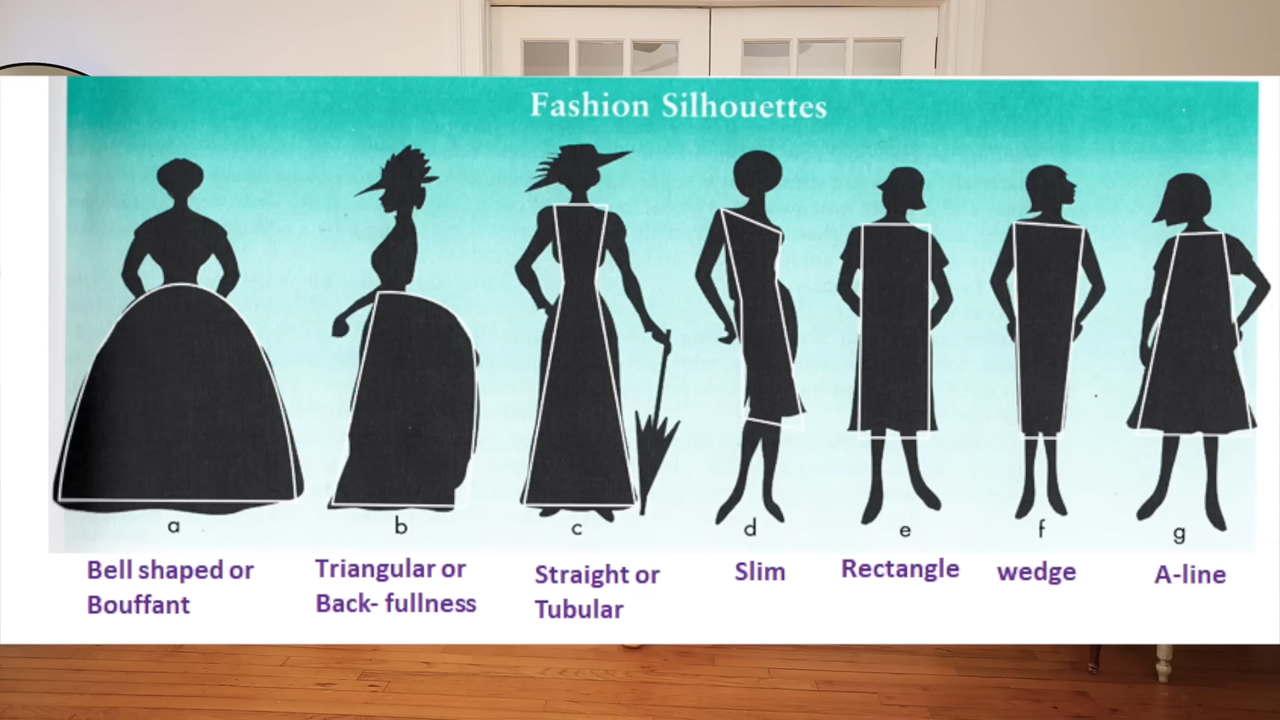 Fashion Silhouettes
a
b
c
d
e
f
g
Bell shaped or
Bouffant
Triangular or
Back- fullness
Straight or
Tubular
Slim
Rectangle
wedge
A-line